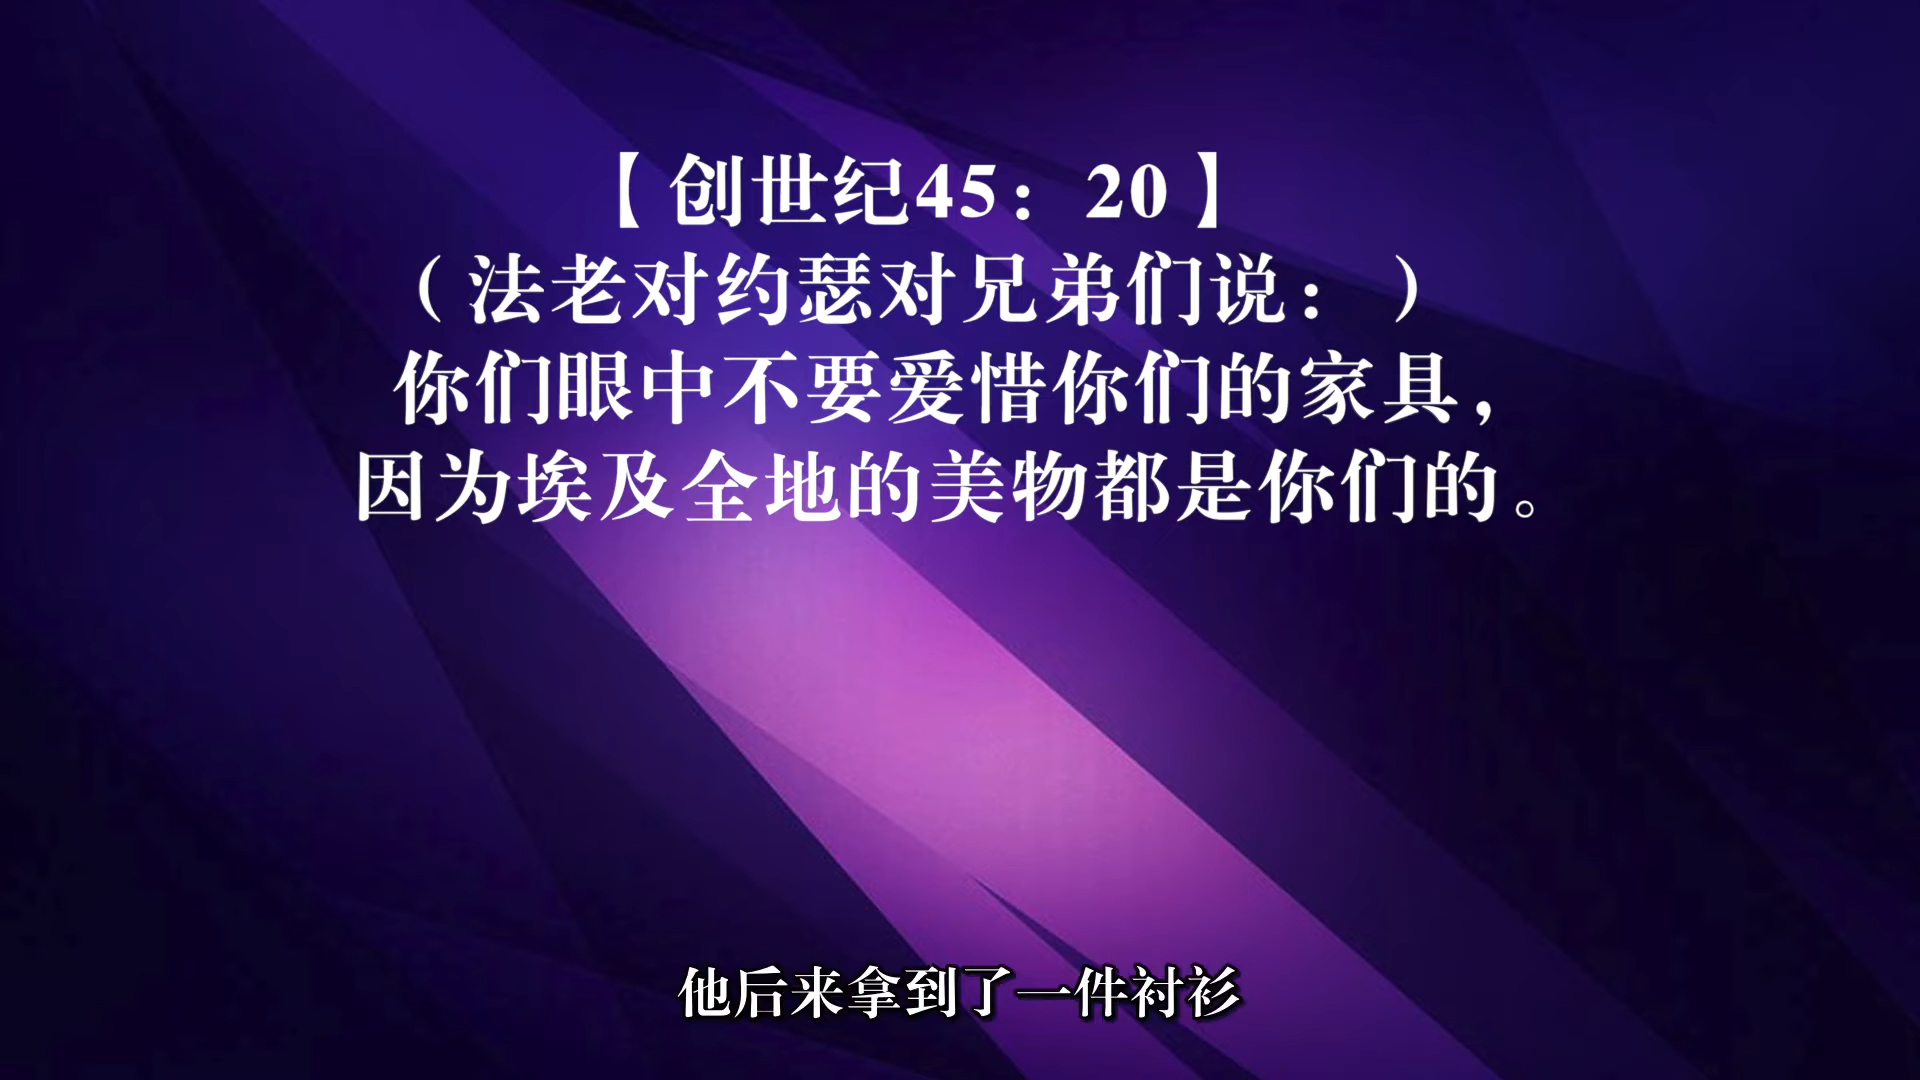 【创世纪45：20】
（法老对约瑟对兄弟们说：）
你们眼中不要爱惜你们的家具，
因为埃及全地的美物都是你们的。
他后来拿到了一件衬衫